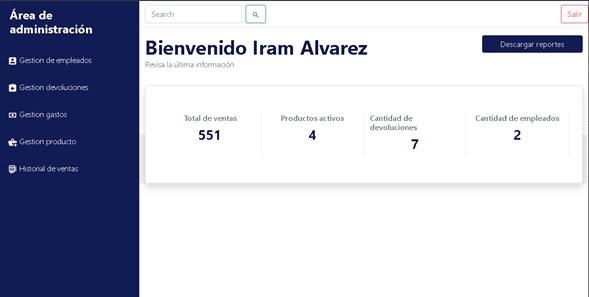 Área de
administración
Gestion de empleados
Gestion devoluciones
Gestion gastos
Gestion producto
Historial de ventas
Search
Salir
Bienvenido Iram Alvarez
Revisa la última información
Descargar reportes
Total de ventas
551
Productos activos
4
Cantidad de
devoluciones
7
Cantidad de empleados
2